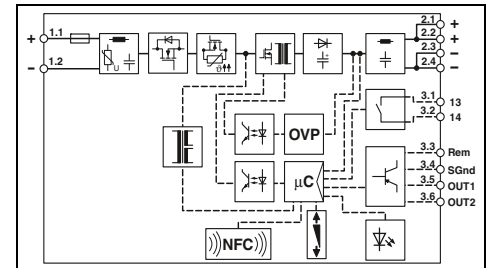 + 1.1
− 1.2
U
ϑ
OVP
µC
))) NFC )))
2.1 +
2.2 +
2.3 −
2.4 −
3.1 13
3.2 14
3.3 Rem
3.4 SGnd
3.5 OUT1
3.6 OUT2